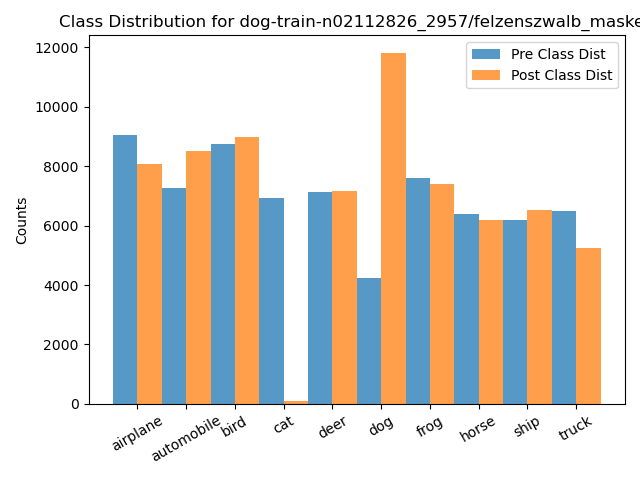 Class Distribution for dog-train-n02112826_2957/felzenszwalb_maske
Pre Class Dist
Post Class Dist
12000
10000
8000
6000
4000
2000
0
Counts
airplane
automobile
bird
cat
deer
dog
frog
horse
ship
truck